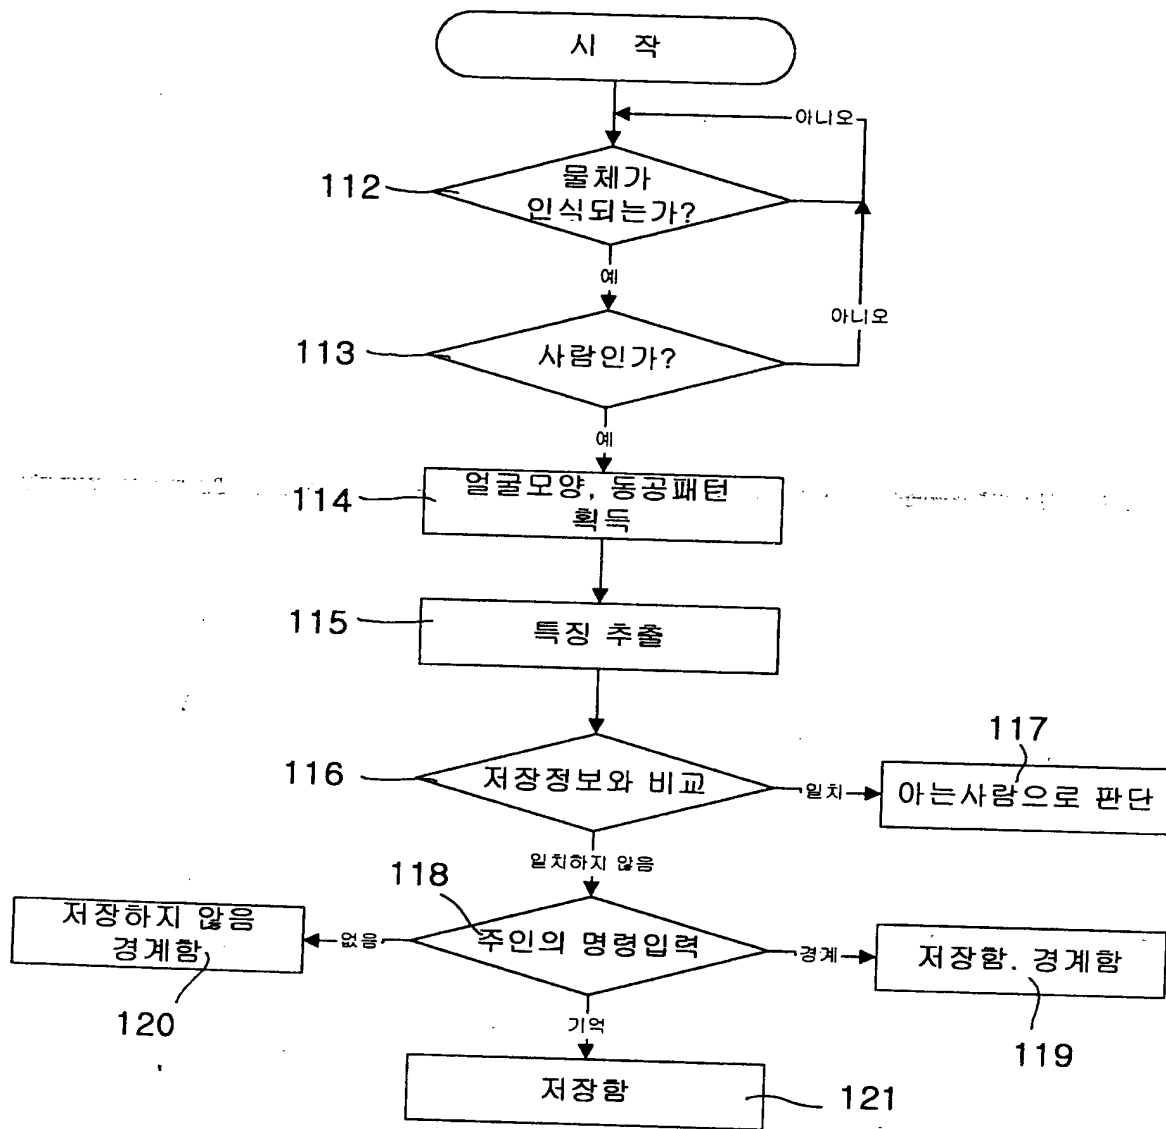 시 작
아니오
112
물체가
인식되는가?
예
아니오
113
사람인가?
예
114
얼굴모양, 동공패턴
획득
115
특징 추출
117
116
저장정보와 비교
일치
아는사람으로 판단
일치하지 않음
118
저장하지 않음
경계함
없음
주인의 명령입력
경계
저장함. 경계함
120
기억
119
저장함
121